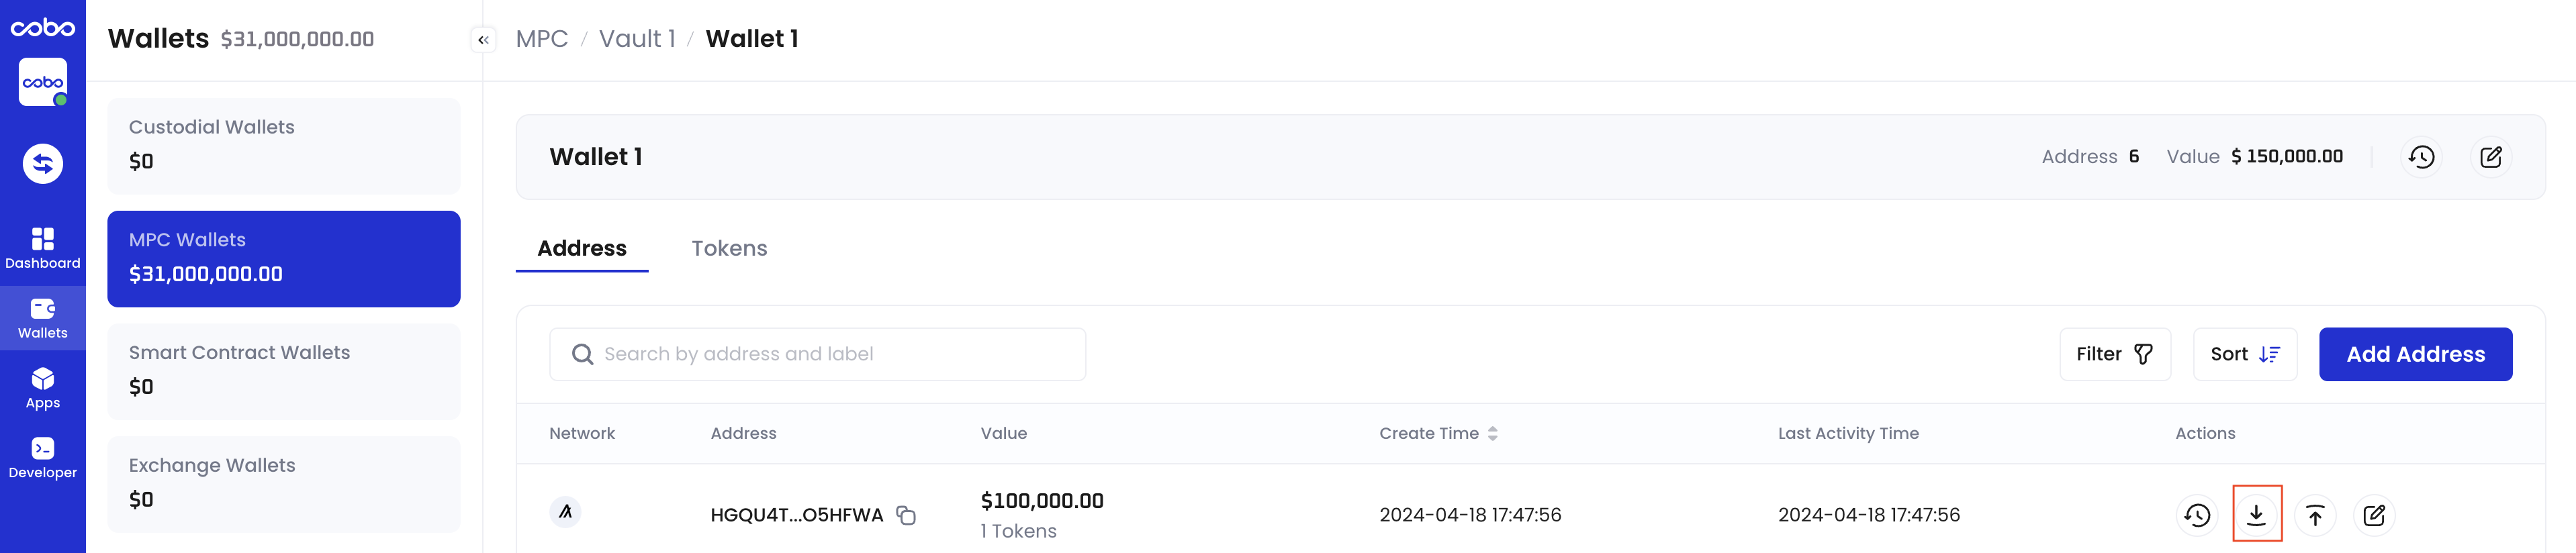 cobo
cobo
Dashboard
Wallets
Apps
Developer
Wallets $31,000,000.00
Custodial Wallets
$0
MPC Wallets
$31,000,000.00
Smart Contract Wallets
$0
Exchange Wallets
$0
MPC / Vault 1 / Wallet 1
Wallet 1 Address 6 Value $ 150,000.00
Address Tokens
Search by address and label Filter Sort Add Address
Network Address Value Create Time Last Activity Time Actions
HGQU4T...O5HFWA $100,000.00 2024-04-18 17:47:56 2024-04-18 17:47:56
1 Tokens